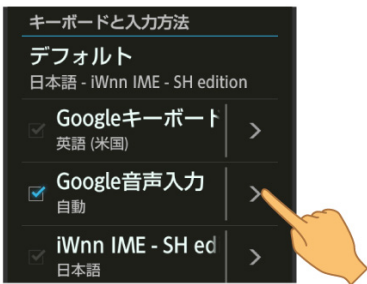 キーボードと入力方法
デフォルト
日本語 - iWnn IME - SH edition
Googleキーボード
英語 (米国)
Google音声入力
自動
iWnn IME - SH ed
日本語